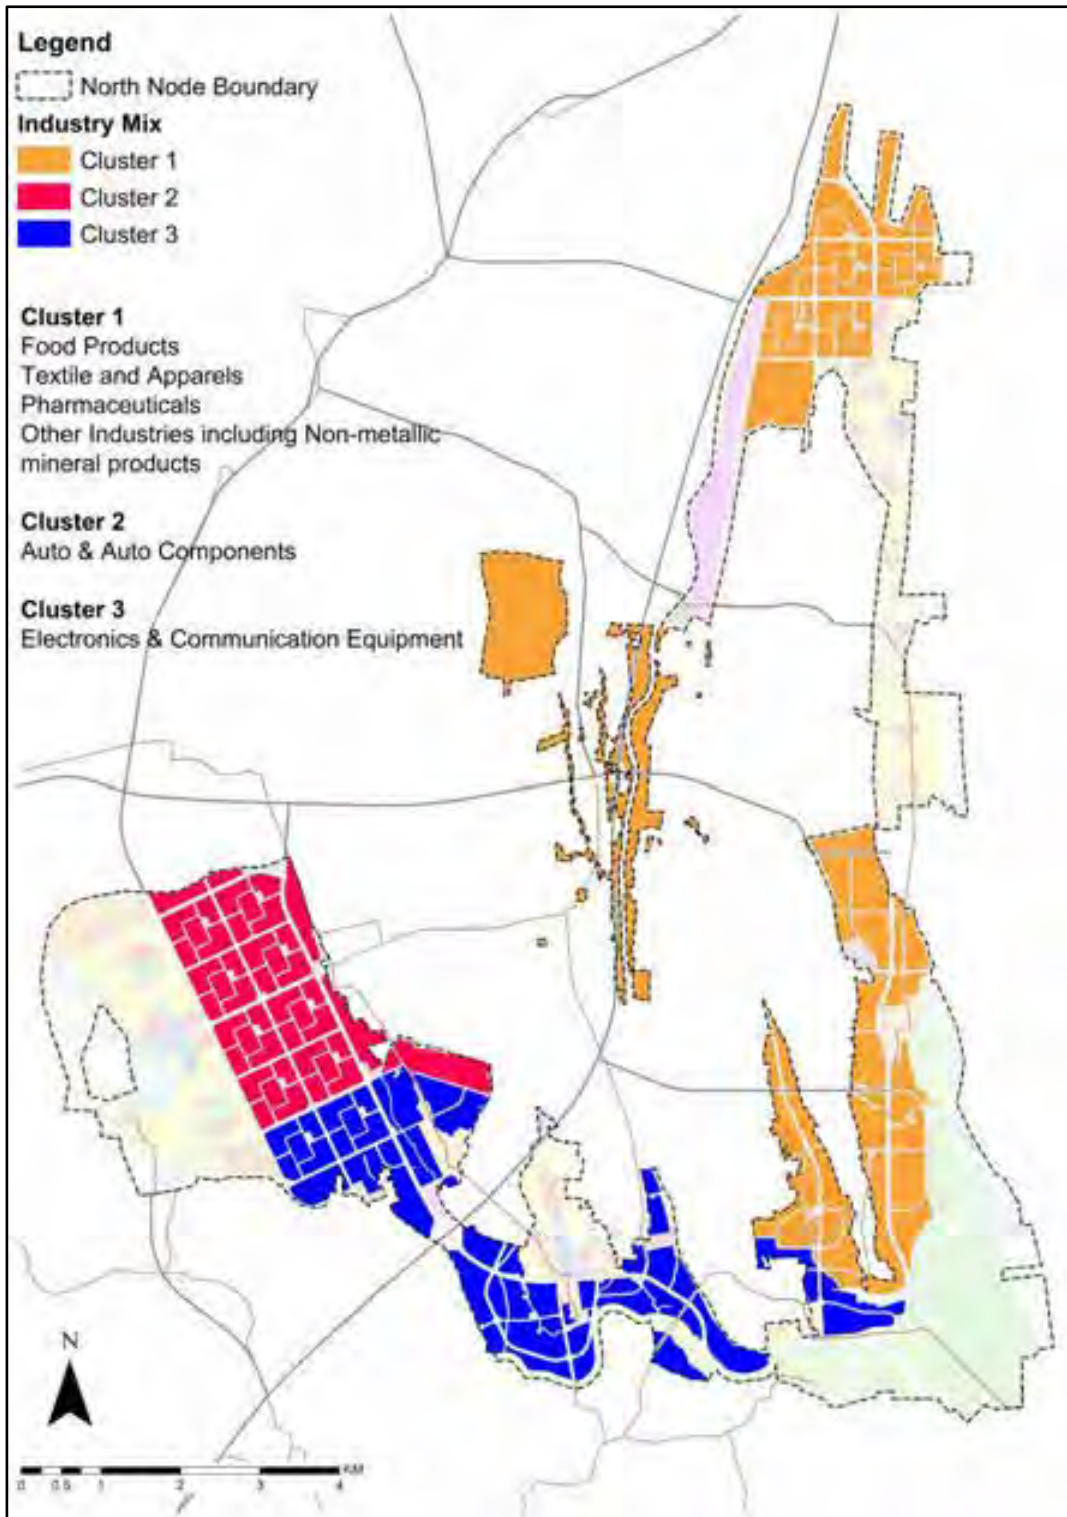 Legend
North Node Boundary
Industry Mix
Cluster 1
Cluster 2
Cluster 3
Cluster 1
Food Products
Textile and Apparels
Pharmaceuticals
Other Industries including Non-metallic
mineral products
Cluster 2
Auto & Auto Components
Cluster 3
Electronics & Communication Equipment
N
KM
0 0.5 1 2 3 4